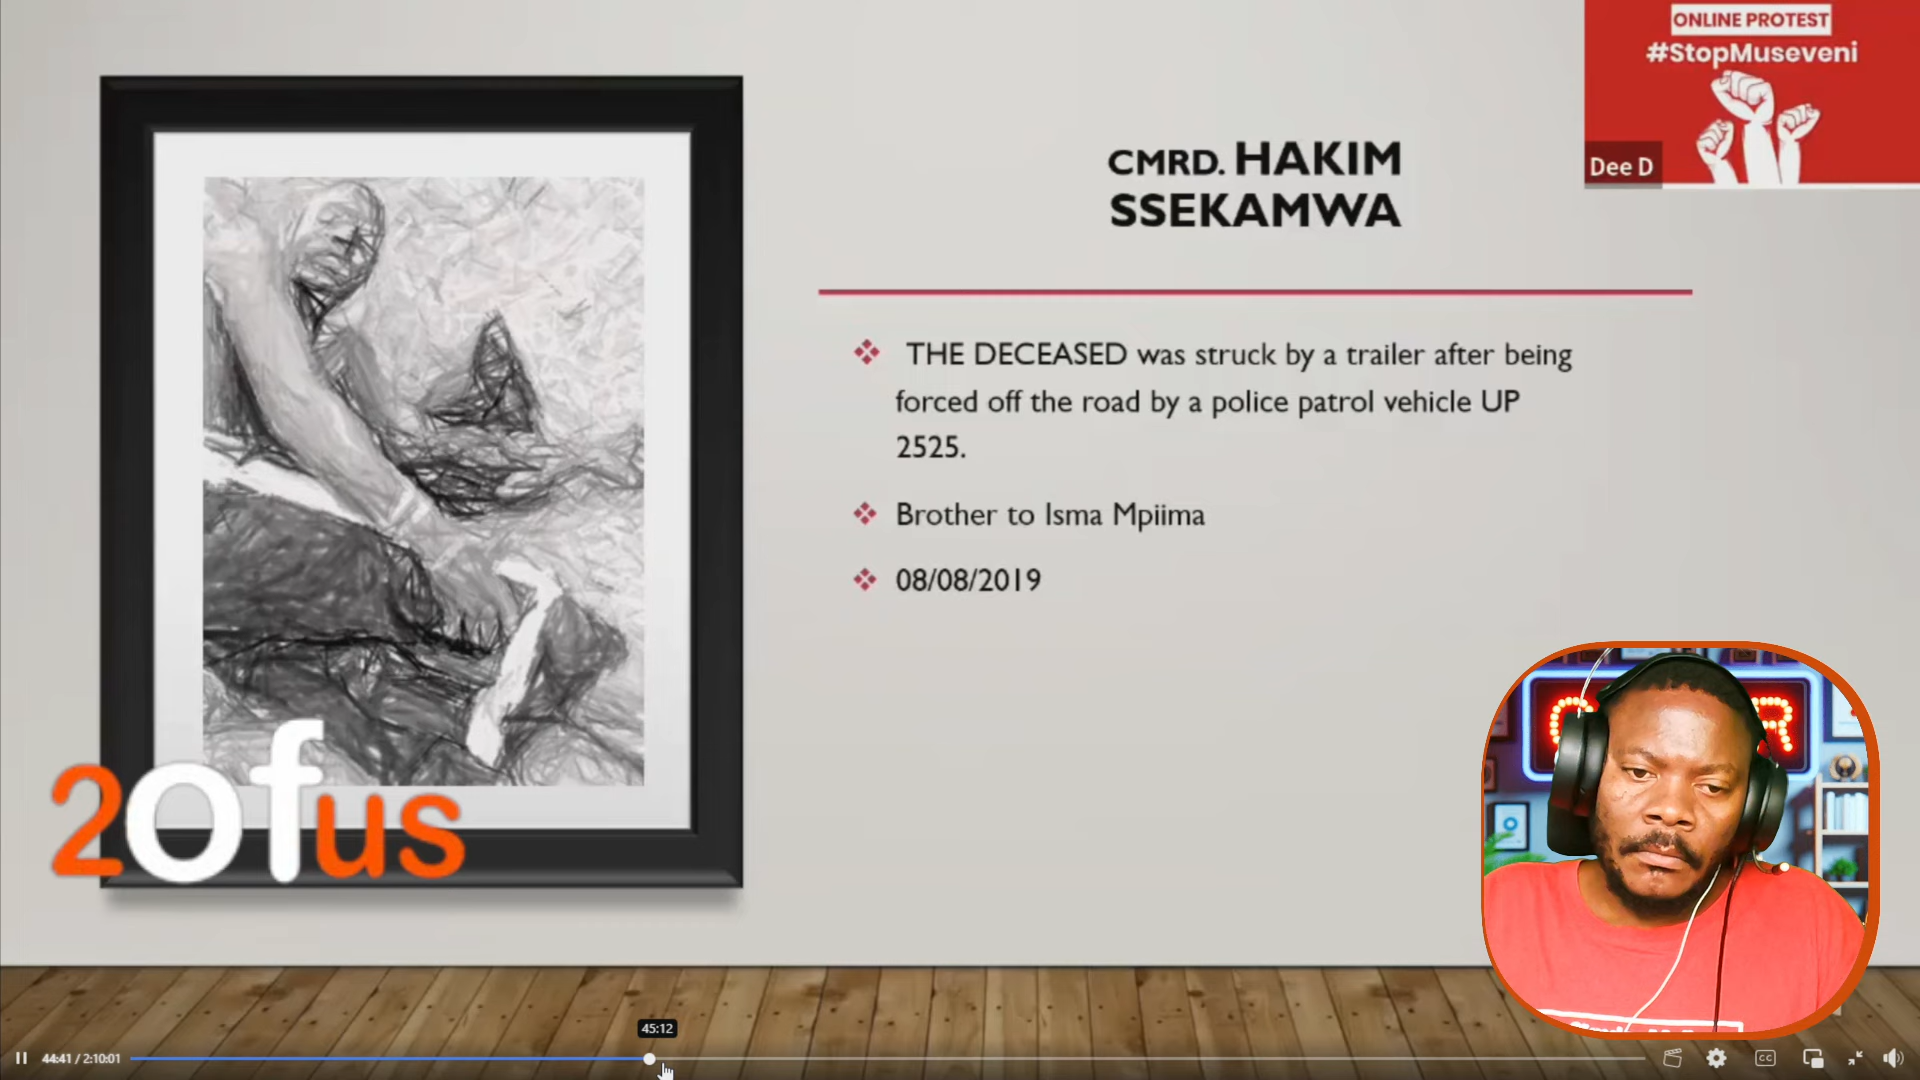 ONLINE PROTEST
#StopMuseveni
Dee D
CMRD. HAKIM
SSEKAMWA
THE DECEASED was struck by a trailer after being
forced off the road by a police patrol vehicle UP
2525.
Brother to Isma Mpiima
08/08/2019
2Ofus
45:12
44:41 / 2:10:01
CC